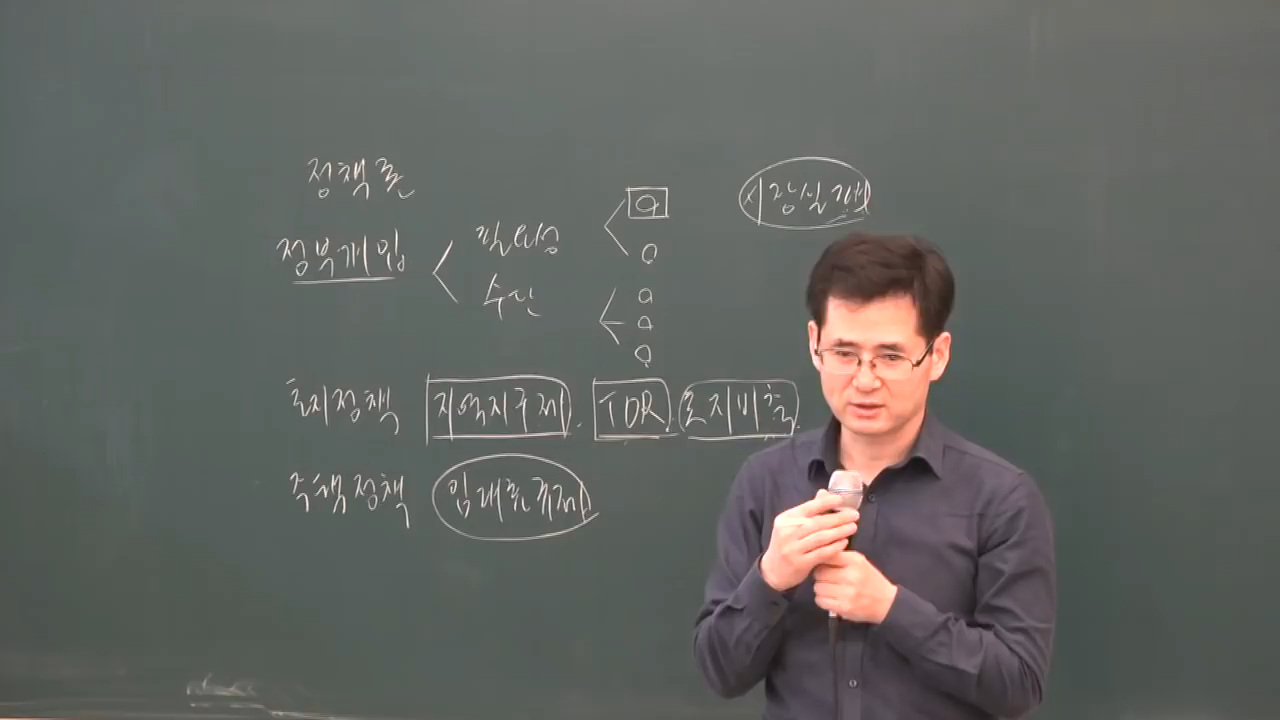 정책론
시장실패
정부개입 < 필요성
수단
토지정책 지역지구제, TDR, 토지비축
주택정책 임대료규제